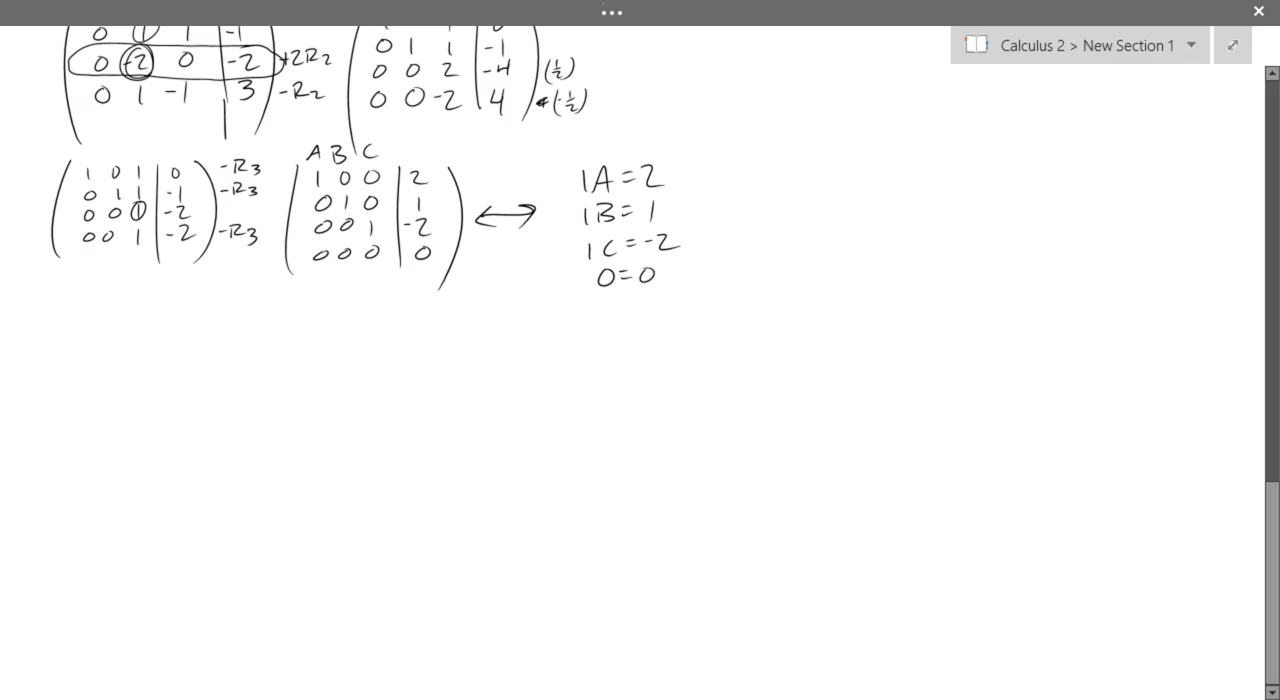 Calculus 2 > New Section 1
0 1 1 | -1
0 -2 0 | -2 +2R2
0 1 -1 | 3 -R2
0 1 1 | -1
0 0 2 | -4 (1/2)
0 0 -2 | 4 (-1/2)
1 0 1 | 0 -R3
0 1 1 | -1 -R3
0 0 1 | -2
0 0 1 | -2 -R3
A B C
1 0 0 | 2
0 1 0 | 1
0 0 1 | -2
0 0 0 | 0
↔
1A = 2
1B = 1
1C = -2
0 = 0